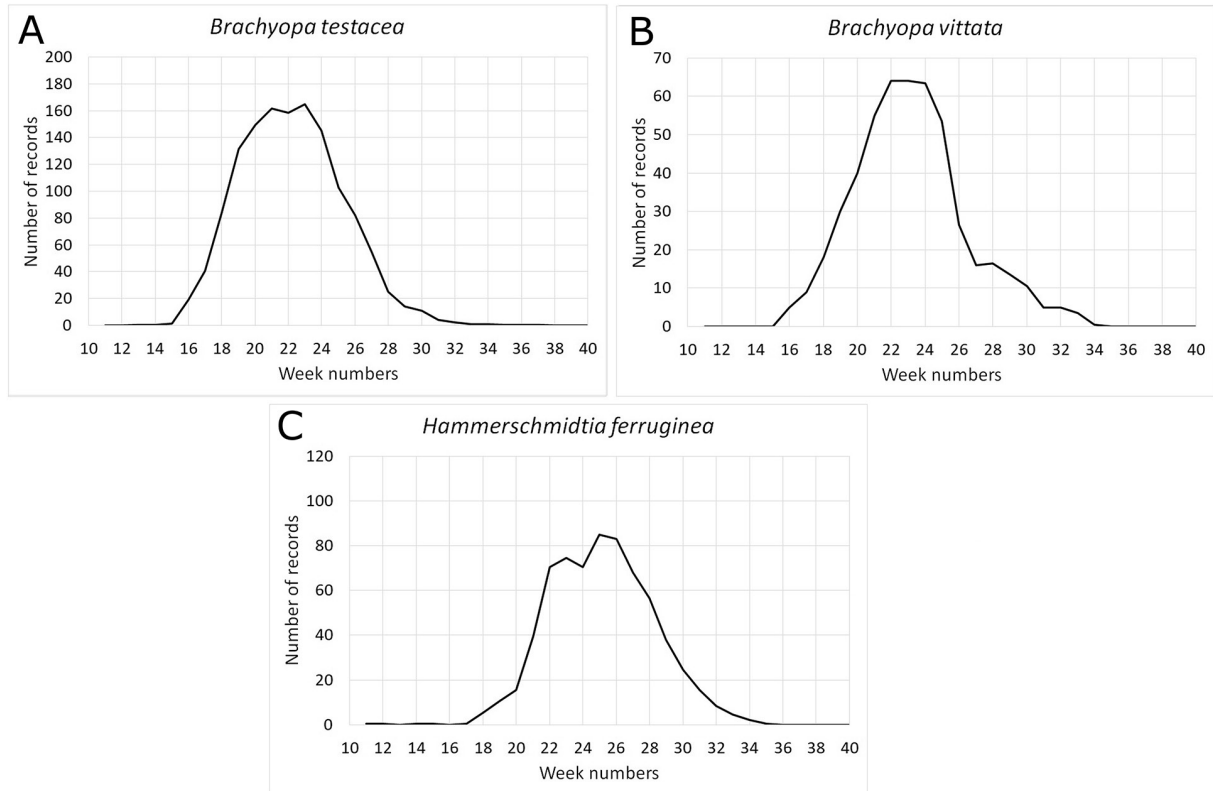 A
Brachyopa testacea
Number of records
200
180
160
140
120
100
80
60
40
20
0
10 12 14 16 18 20 22 24 26 28 30 32 34 36 38 40
Week numbers
B
Brachyopa vittata
Number of records
70
60
50
40
30
20
10
0
10 12 14 16 18 20 22 24 26 28 30 32 34 36 38 40
Week numbers
C
Hammerschmidtia ferruginea
Number of records
120
100
80
60
40
20
0
10 12 14 16 18 20 22 24 26 28 30 32 34 36 38 40
Week numbers